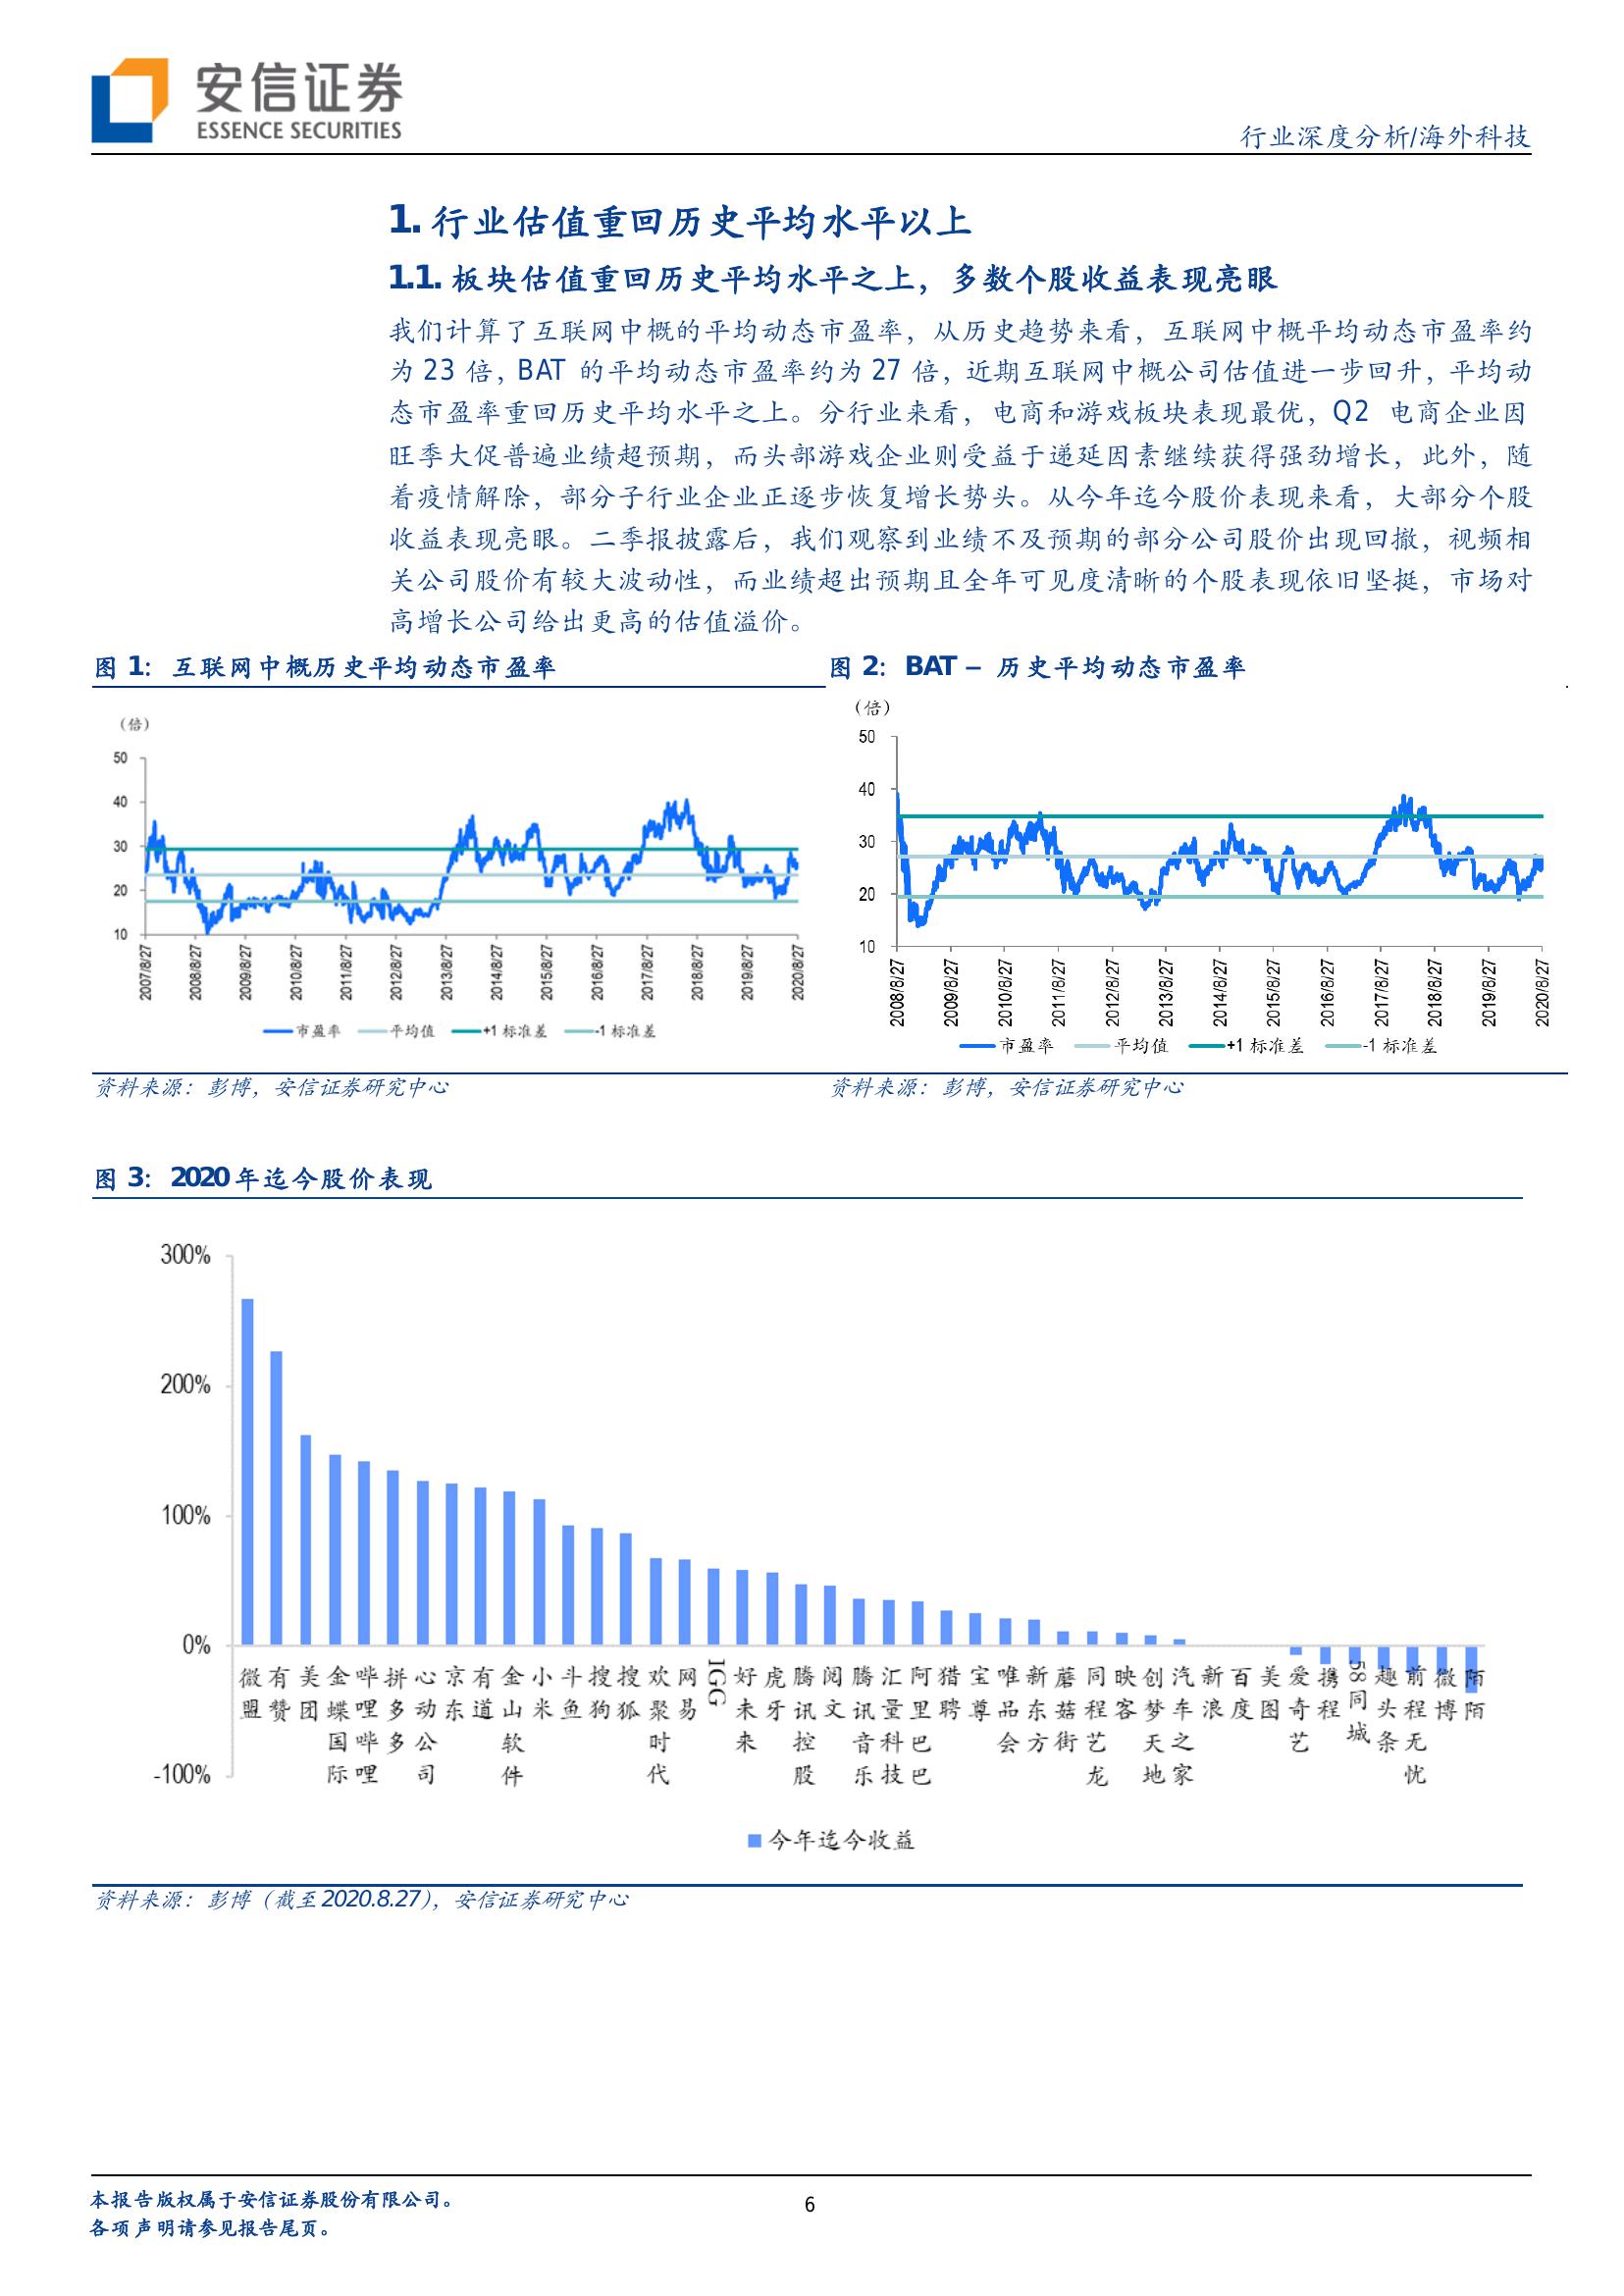 安信证券
ESSENCE SECURITIES
行业深度分析/海外科技
1. 行业估值重回历史平均水平以上
1.1. 板块估值重回历史平均水平之上，多数个股收益表现亮眼
我们计算了互联网中概的平均动态市盈率，从历史趋势来看，互联网中概平均动态市盈率约
为 23 倍，BAT 的平均动态市盈率约为 27 倍，近期互联网中概公司估值进一步回升，平均动
态市盈率重回历史平均水平之上。分行业来看，电商和游戏板块表现最优，Q2 电商企业因
旺季大促普遍业绩超预期，而头部游戏企业则受益于递延因素继续获得强劲增长，此外，随
着疫情解除，部分子行业企业正逐步恢复增长势头。从今年迄今股价表现来看，大部分个股
收益表现亮眼。二季报披露后，我们观察到业绩不及预期的部分公司股价出现回撤，视频相
关公司股价有较大波动性，而业绩超出预期且全年可见度清晰的个股表现依旧坚挺，市场对
高增长公司给出更高的估值溢价。
图 1：互联网中概历史平均动态市盈率
（倍）
50
40
30
20
10
2007/8/27
2008/8/27
2009/8/27
2010/8/27
2011/8/27
2012/8/27
2013/8/27
2014/8/27
2015/8/27
2016/8/27
2017/8/27
2018/8/27
2019/8/27
2020/8/27
市盈率 平均值 +1 标准差 -1 标准差
资料来源：彭博，安信证券研究中心
图 2：BAT – 历史平均动态市盈率
（倍）
50
40
30
20
10
2008/8/27
2009/8/27
2010/8/27
2011/8/27
2012/8/27
2013/8/27
2014/8/27
2015/8/27
2016/8/27
2017/8/27
2018/8/27
2019/8/27
2020/8/27
市盈率 平均值 +1 标准差 -1 标准差
资料来源：彭博，安信证券研究中心
图 3：2020 年迄今股价表现
300%
200%
100%
0%
-100%
微盟
有赞
美团
金蝶国际
哔哩哔哩
拼多多
心动公司
京东
有道
金山软件
小米
斗鱼
搜狗
搜狐
欢聚时代
网易
IGG
好未来
虎牙
腾讯控股
阅文
腾讯音乐
汇量科技
阿里巴巴
猎聘
宝尊
唯品会
新东方
蘑菇街
同程艺龙
映客
创梦天地
汽车之家
新浪
百度
美图
爱奇艺
携程
58同城
趣头条
前程无忧
微博
陌陌
今年迄今收益
资料来源：彭博（截至 2020.8.27），安信证券研究中心
本报告版权属于安信证券股份有限公司。
各项声明请参见报告尾页。
6